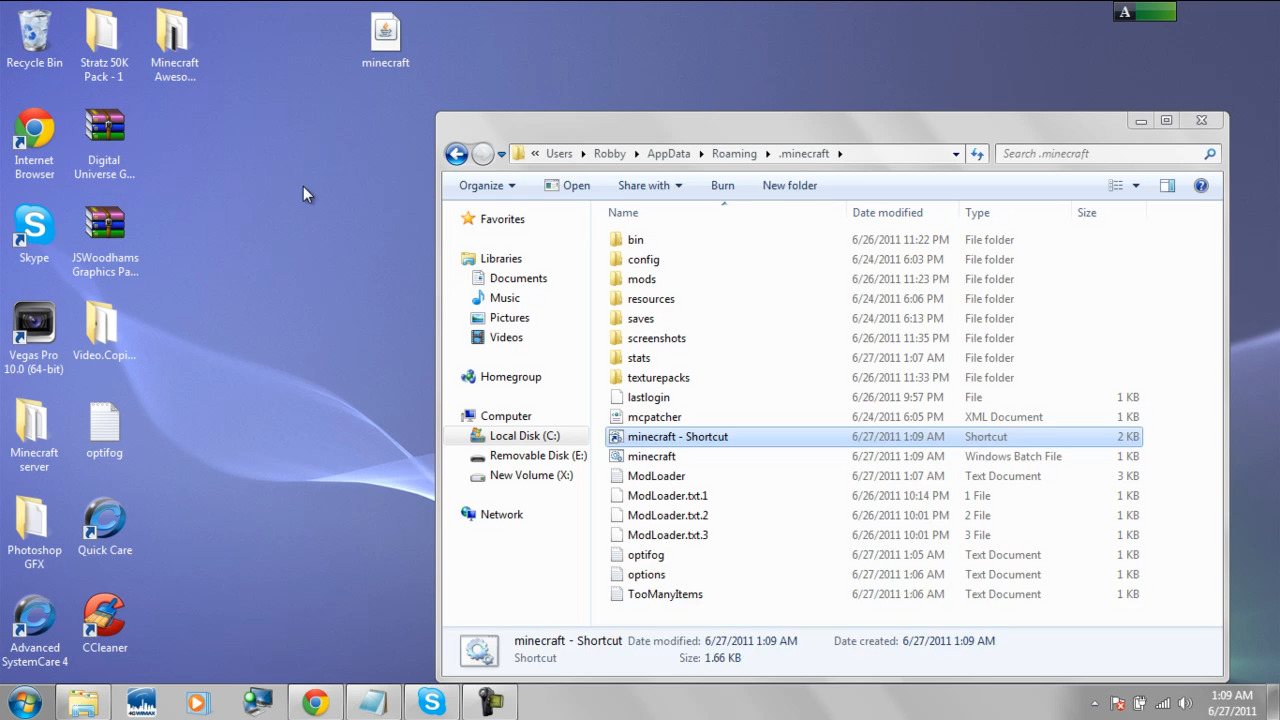 A
Recycle Bin
Stratz 50K
Pack - 1
Minecraft
Aweso...
minecraft
Internet
Browser
Digital
Universe G...
Skype
JSWoodhams
Graphics Pa...
Vegas Pro
10.0 (64-bit)
Video.Copi...
Minecraft
server
optifog
Photoshop
GFX
Quick Care
Advanced
SystemCare 4
CCleaner
« Users Robby AppData Roaming .minecraft
Search .minecraft
Organize Open Share with Burn New folder
Favorites
Libraries
Documents
Music
Pictures
Videos
Homegroup
Computer
Local Disk (C:)
Removable Disk (E:)
New Volume (X:)
Network
Name Date modified Type Size
bin 6/26/2011 11:22 PM File folder
config 6/24/2011 6:03 PM File folder
mods 6/26/2011 11:23 PM File folder
resources 6/24/2011 6:06 PM File folder
saves 6/24/2011 6:13 PM File folder
screenshots 6/26/2011 11:35 PM File folder
stats 6/27/2011 1:07 AM File folder
texturepacks 6/26/2011 11:33 PM File folder
lastlogin 6/26/2011 9:57 PM File 1 KB
mcpatcher 6/24/2011 6:05 PM XML Document 1 KB
minecraft - Shortcut 6/27/2011 1:09 AM Shortcut 2 KB
minecraft 6/27/2011 1:09 AM Windows Batch File 1 KB
ModLoader 6/27/2011 1:07 AM Text Document 3 KB
ModLoader.txt.1 6/26/2011 10:14 PM 1 File 1 KB
ModLoader.txt.2 6/26/2011 10:01 PM 2 File 1 KB
ModLoader.txt.3 6/26/2011 10:01 PM 3 File 1 KB
optifog 6/27/2011 1:05 AM Text Document 1 KB
options 6/27/2011 1:06 AM Text Document 1 KB
TooManyItems 6/27/2011 1:06 AM Text Document 1 KB
minecraft - Shortcut Date modified: 6/27/2011 1:09 AM Date created: 6/27/2011 1:09 AM
Shortcut Size: 1.66 KB
4GWIMAX
1:09 AM
6/27/2011